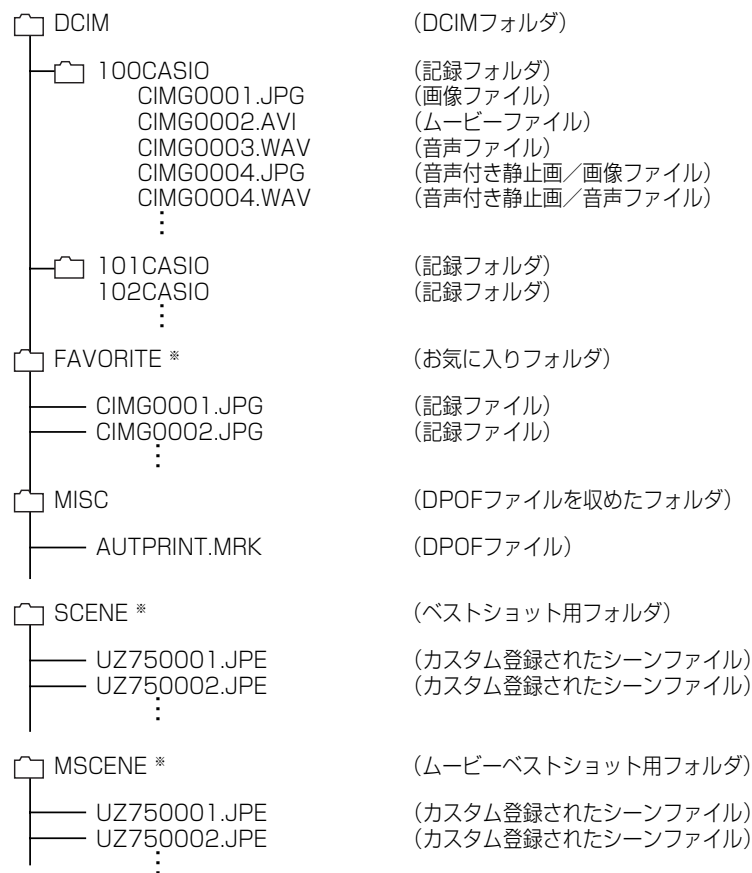 DCIM （DCIMフォルダ）
100CASIO （記録フォルダ）
CIMG0001.JPG （画像ファイル）
CIMG0002.AVI （ムービーファイル）
CIMG0003.WAV （音声ファイル）
CIMG0004.JPG （音声付き静止画／画像ファイル）
CIMG0004.WAV （音声付き静止画／音声ファイル）
101CASIO （記録フォルダ）
102CASIO （記録フォルダ）
FAVORITE ※ （お気に入りフォルダ）
CIMG0001.JPG （記録ファイル）
CIMG0002.JPG （記録ファイル）
MISC （DPOFファイルを収めたフォルダ）
AUTPRINT.MRK （DPOFファイル）
SCENE ※ （ベストショット用フォルダ）
UZ750001.JPE （カスタム登録されたシーンファイル）
UZ750002.JPE （カスタム登録されたシーンファイル）
MSCENE ※ （ムービーベストショット用フォルダ）
UZ750001.JPE （カスタム登録されたシーンファイル）
UZ750002.JPE （カスタム登録されたシーンファイル）